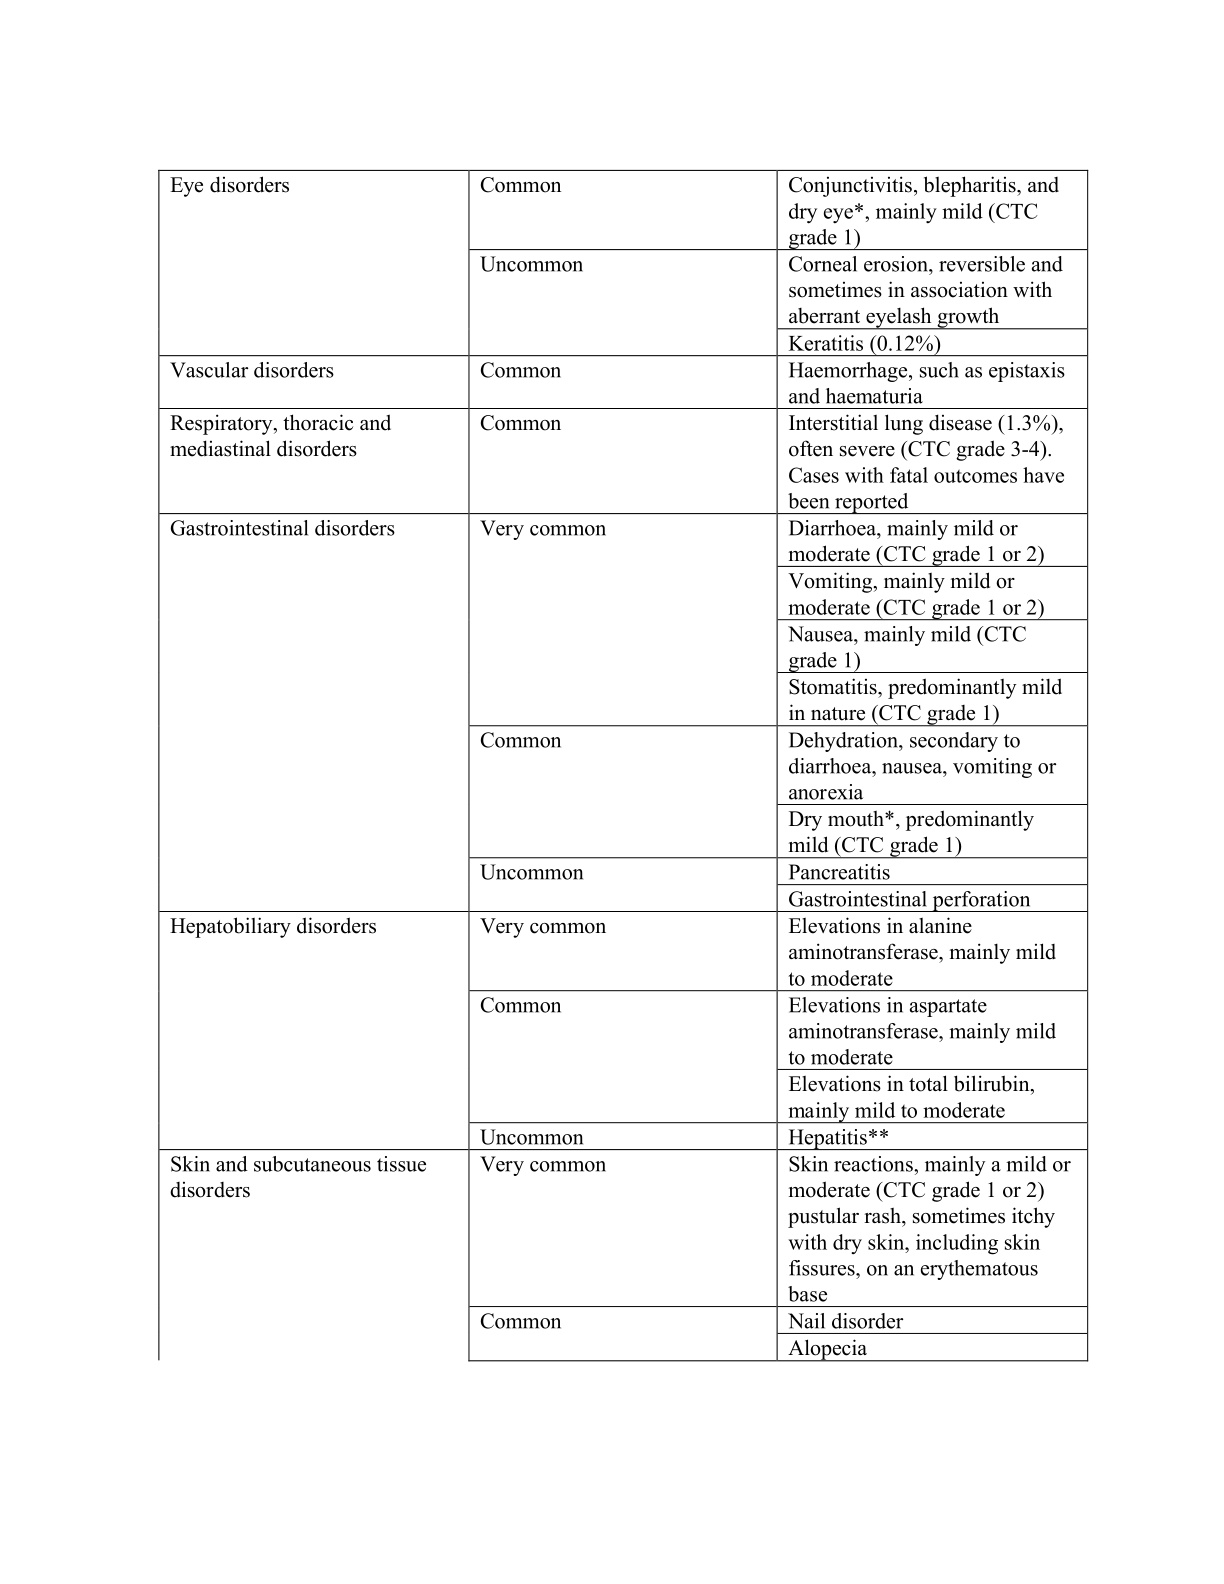 Eye disorders
Common
Conjunctivitis, blepharitis, and
dry eye*, mainly mild (CTC
grade 1)
Uncommon
Corneal erosion, reversible and
sometimes in association with
aberrant eyelash growth
Keratitis (0.12%)
Vascular disorders
Common
Haemorrhage, such as epistaxis
and haematuria
Respiratory, thoracic and
mediastinal disorders
Common
Interstitial lung disease (1.3%),
often severe (CTC grade 3-4).
Cases with fatal outcomes have
been reported
Gastrointestinal disorders
Very common
Diarrhoea, mainly mild or
moderate (CTC grade 1 or 2)
Vomiting, mainly mild or
moderate (CTC grade 1 or 2)
Nausea, mainly mild (CTC
grade 1)
Stomatitis, predominantly mild
in nature (CTC grade 1)
Common
Dehydration, secondary to
diarrhoea, nausea, vomiting or
anorexia
Dry mouth*, predominantly
mild (CTC grade 1)
Uncommon
Pancreatitis
Gastrointestinal perforation
Hepatobiliary disorders
Very common
Elevations in alanine
aminotransferase, mainly mild
to moderate
Common
Elevations in aspartate
aminotransferase, mainly mild
to moderate
Elevations in total bilirubin,
mainly mild to moderate
Uncommon
Hepatitis**
Skin and subcutaneous tissue
disorders
Very common
Skin reactions, mainly a mild or
moderate (CTC grade 1 or 2)
pustular rash, sometimes itchy
with dry skin, including skin
fissures, on an erythematous
base
Common
Nail disorder
Alopecia